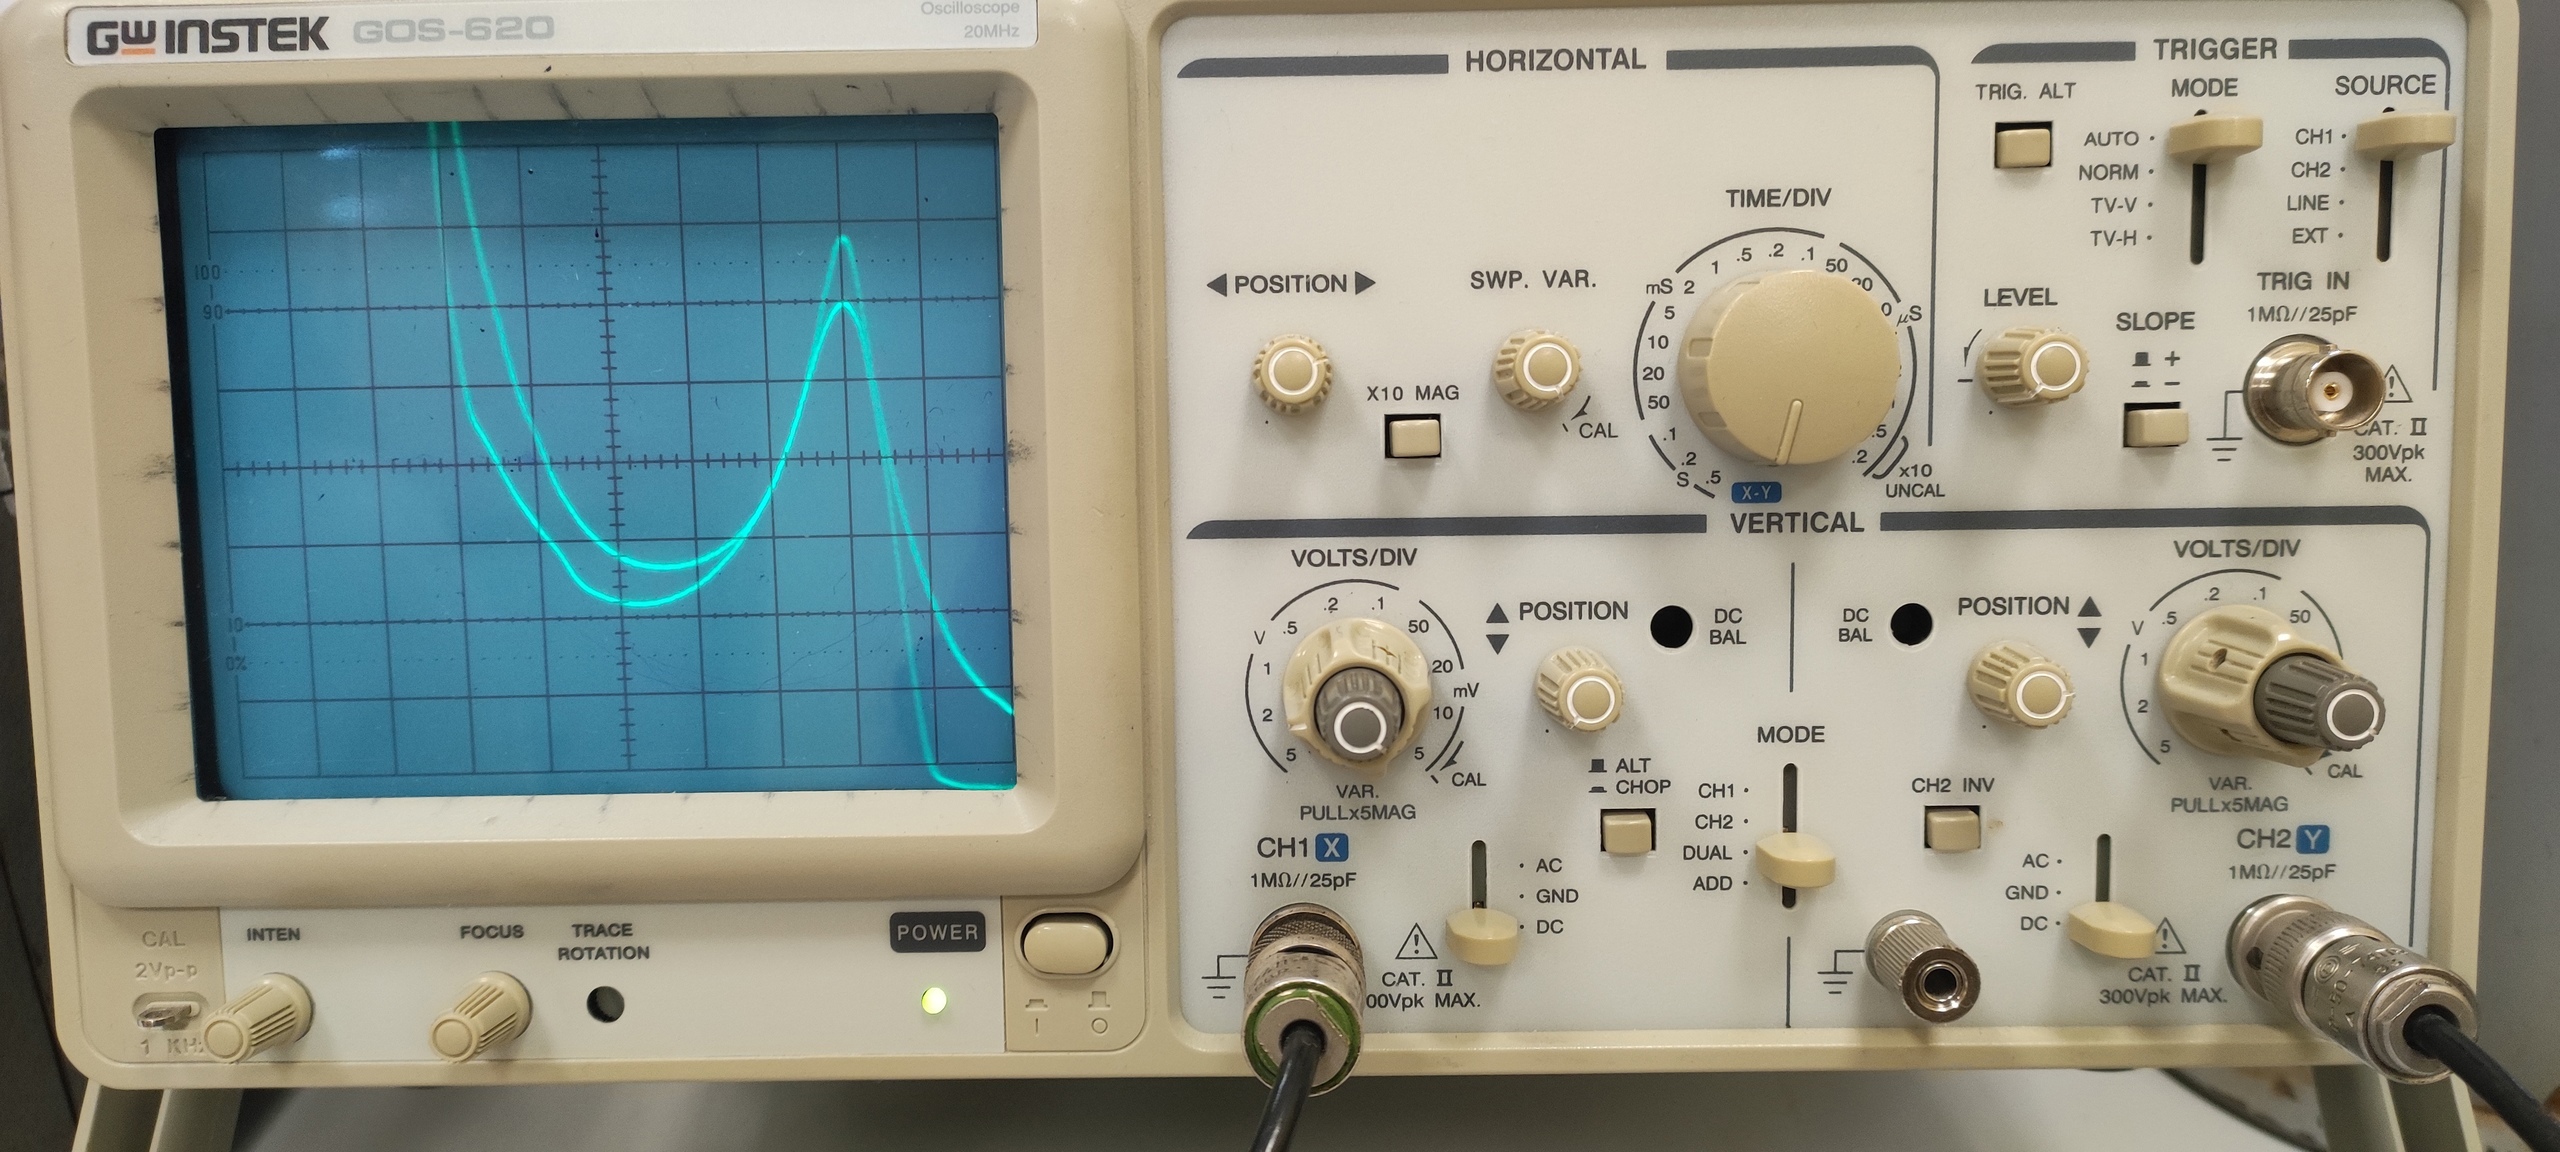 GWINSTEK GOS-620
Oscilloscope
20MHz
100
90
10
0%
CAL
2Vp-p
INTEN
FOCUS
TRACE
ROTATION
POWER
HORIZONTAL
◀ POSITION ▶
X10 MAG
SWP. VAR.
CAL
TIME/DIV
mS 2 1 .5 .2 .1 50
5
10
20
50
.1
.2
S .5
X-Y
µS
.5
.2
x10
UNCAL
TRIGGER
TRIG. ALT
MODE
AUTO
NORM
TV-V
TV-H
SOURCE
CH1
CH2
LINE
EXT
LEVEL
SLOPE
+
−
TRIG IN
1MΩ//25pF
CAT. II
300Vpk
MAX.
VERTICAL
VOLTS/DIV
V .5 .2 .1 50
1 20
mV
2 10
5 5
CAL
VAR.
PULLx5MAG
CH1 X
1MΩ//25pF
▲ POSITION
▼
DC
BAL
ALT
CHOP
AC
GND
DC
CAT. II
00Vpk MAX.
MODE
CH1
CH2
DUAL
ADD
DC
BAL
POSITION ▲
▼
CH2 INV
AC
GND
DC
CAT. II
300Vpk MAX.
VOLTS/DIV
V .5 .2 .1 50
1
2
5
CAL
VAR.
PULLx5MAG
CH2 Y
1MΩ//25pF